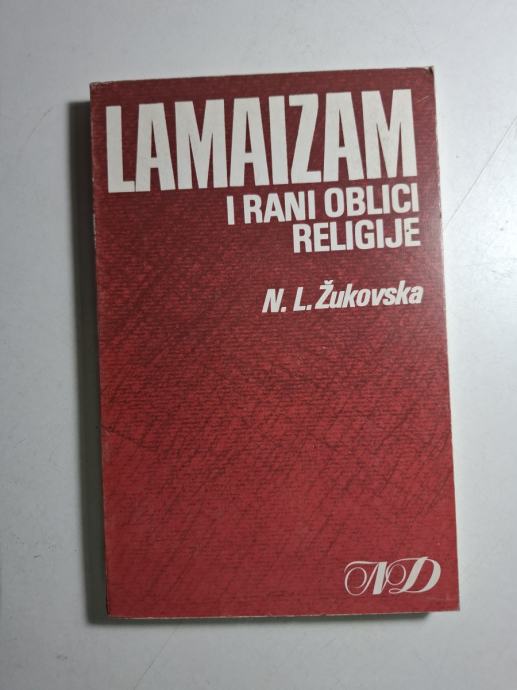 LAMAIZAM
I RANI OBLICI
RELIGIJE
N. L. Žukovska
ND